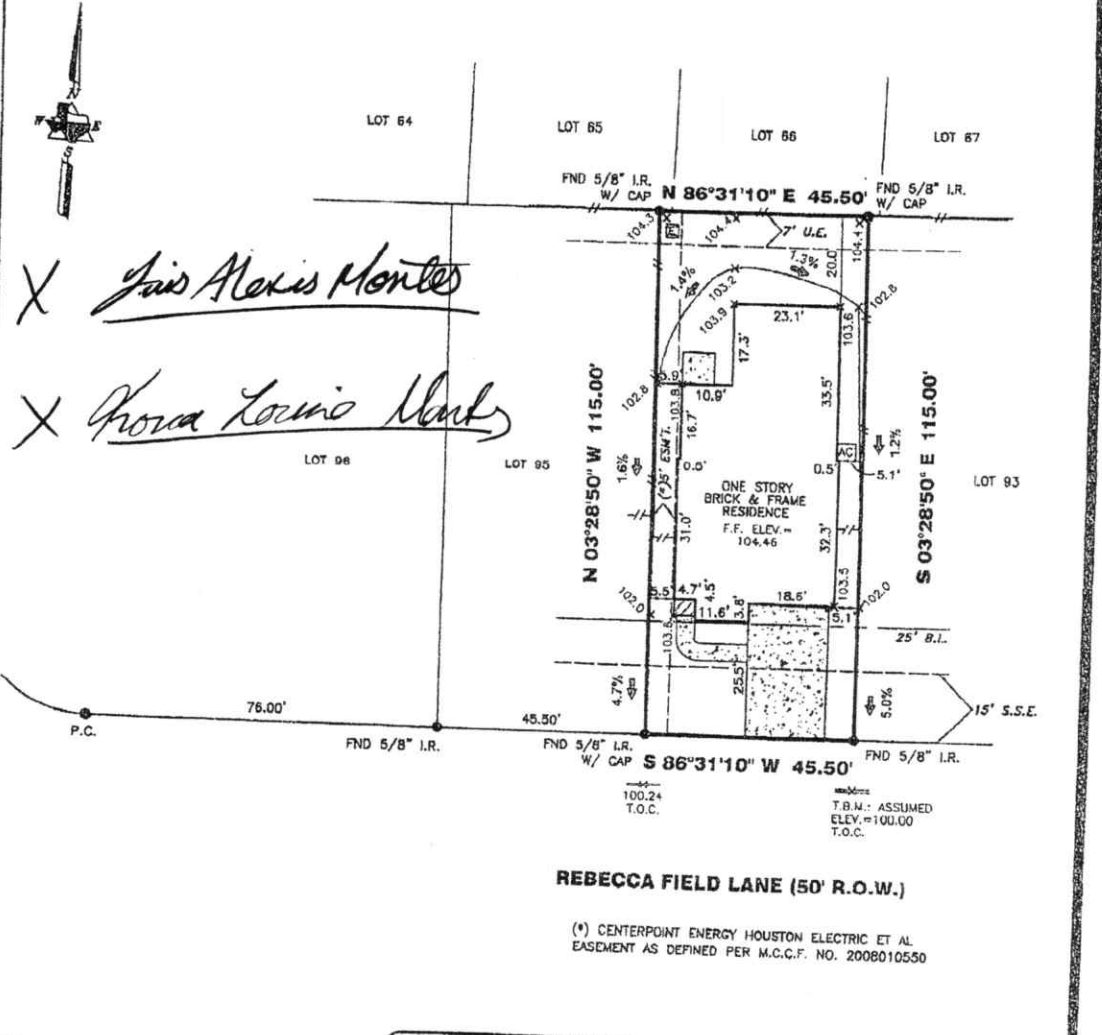 N
W E
S
LOT 64
LOT 65
LOT 66
LOT 67
FND 5/8" I.R.
W/ CAP
N 86°31'10" E 45.50'
FND 5/8" I.R.
W/ CAP
104.3
104.4
7' U.E.
20.0
104.4
1.4%
103.2
1.3%
102.8
103.9
23.1'
103.6
17.3'
X Luis Alexis Montes
X
102.8
5.9
10.9'
103.8
16.7'
33.5'
N 03°28'50" W 115.00'
S 03°28'50" E 115.00'
LOT 96
LOT 95
LOT 93
1.6%
(*)5' ESM'T.
0.5'
0.5'
AC
1.2%
5.1'
ONE STORY
BRICK & FRAME
RESIDENCE
F.F. ELEV.=
104.46
31.0'
32.3'
102.0
5.5'
4.7'
4.5'
11.6'
3.8'
18.6'
103.5
102.0
5.1'
103.6
25' B.L.
25.5'
4.7%
5.0%
15' S.S.E.
76.00'
45.50'
P.C.
FND 5/8" I.R.
FND 5/8" I.R.
W/ CAP
S 86°31'10" W 45.50'
FND 5/8" I.R.
100.24
T.O.C.
T.B.M.: ASSUMED
ELEV.=100.00
T.O.C.
REBECCA FIELD LANE (50' R.O.W.)
(*) CENTERPOINT ENERGY HOUSTON ELECTRIC ET AL
EASEMENT AS DEFINED PER M.C.C.F. NO. 2008010550